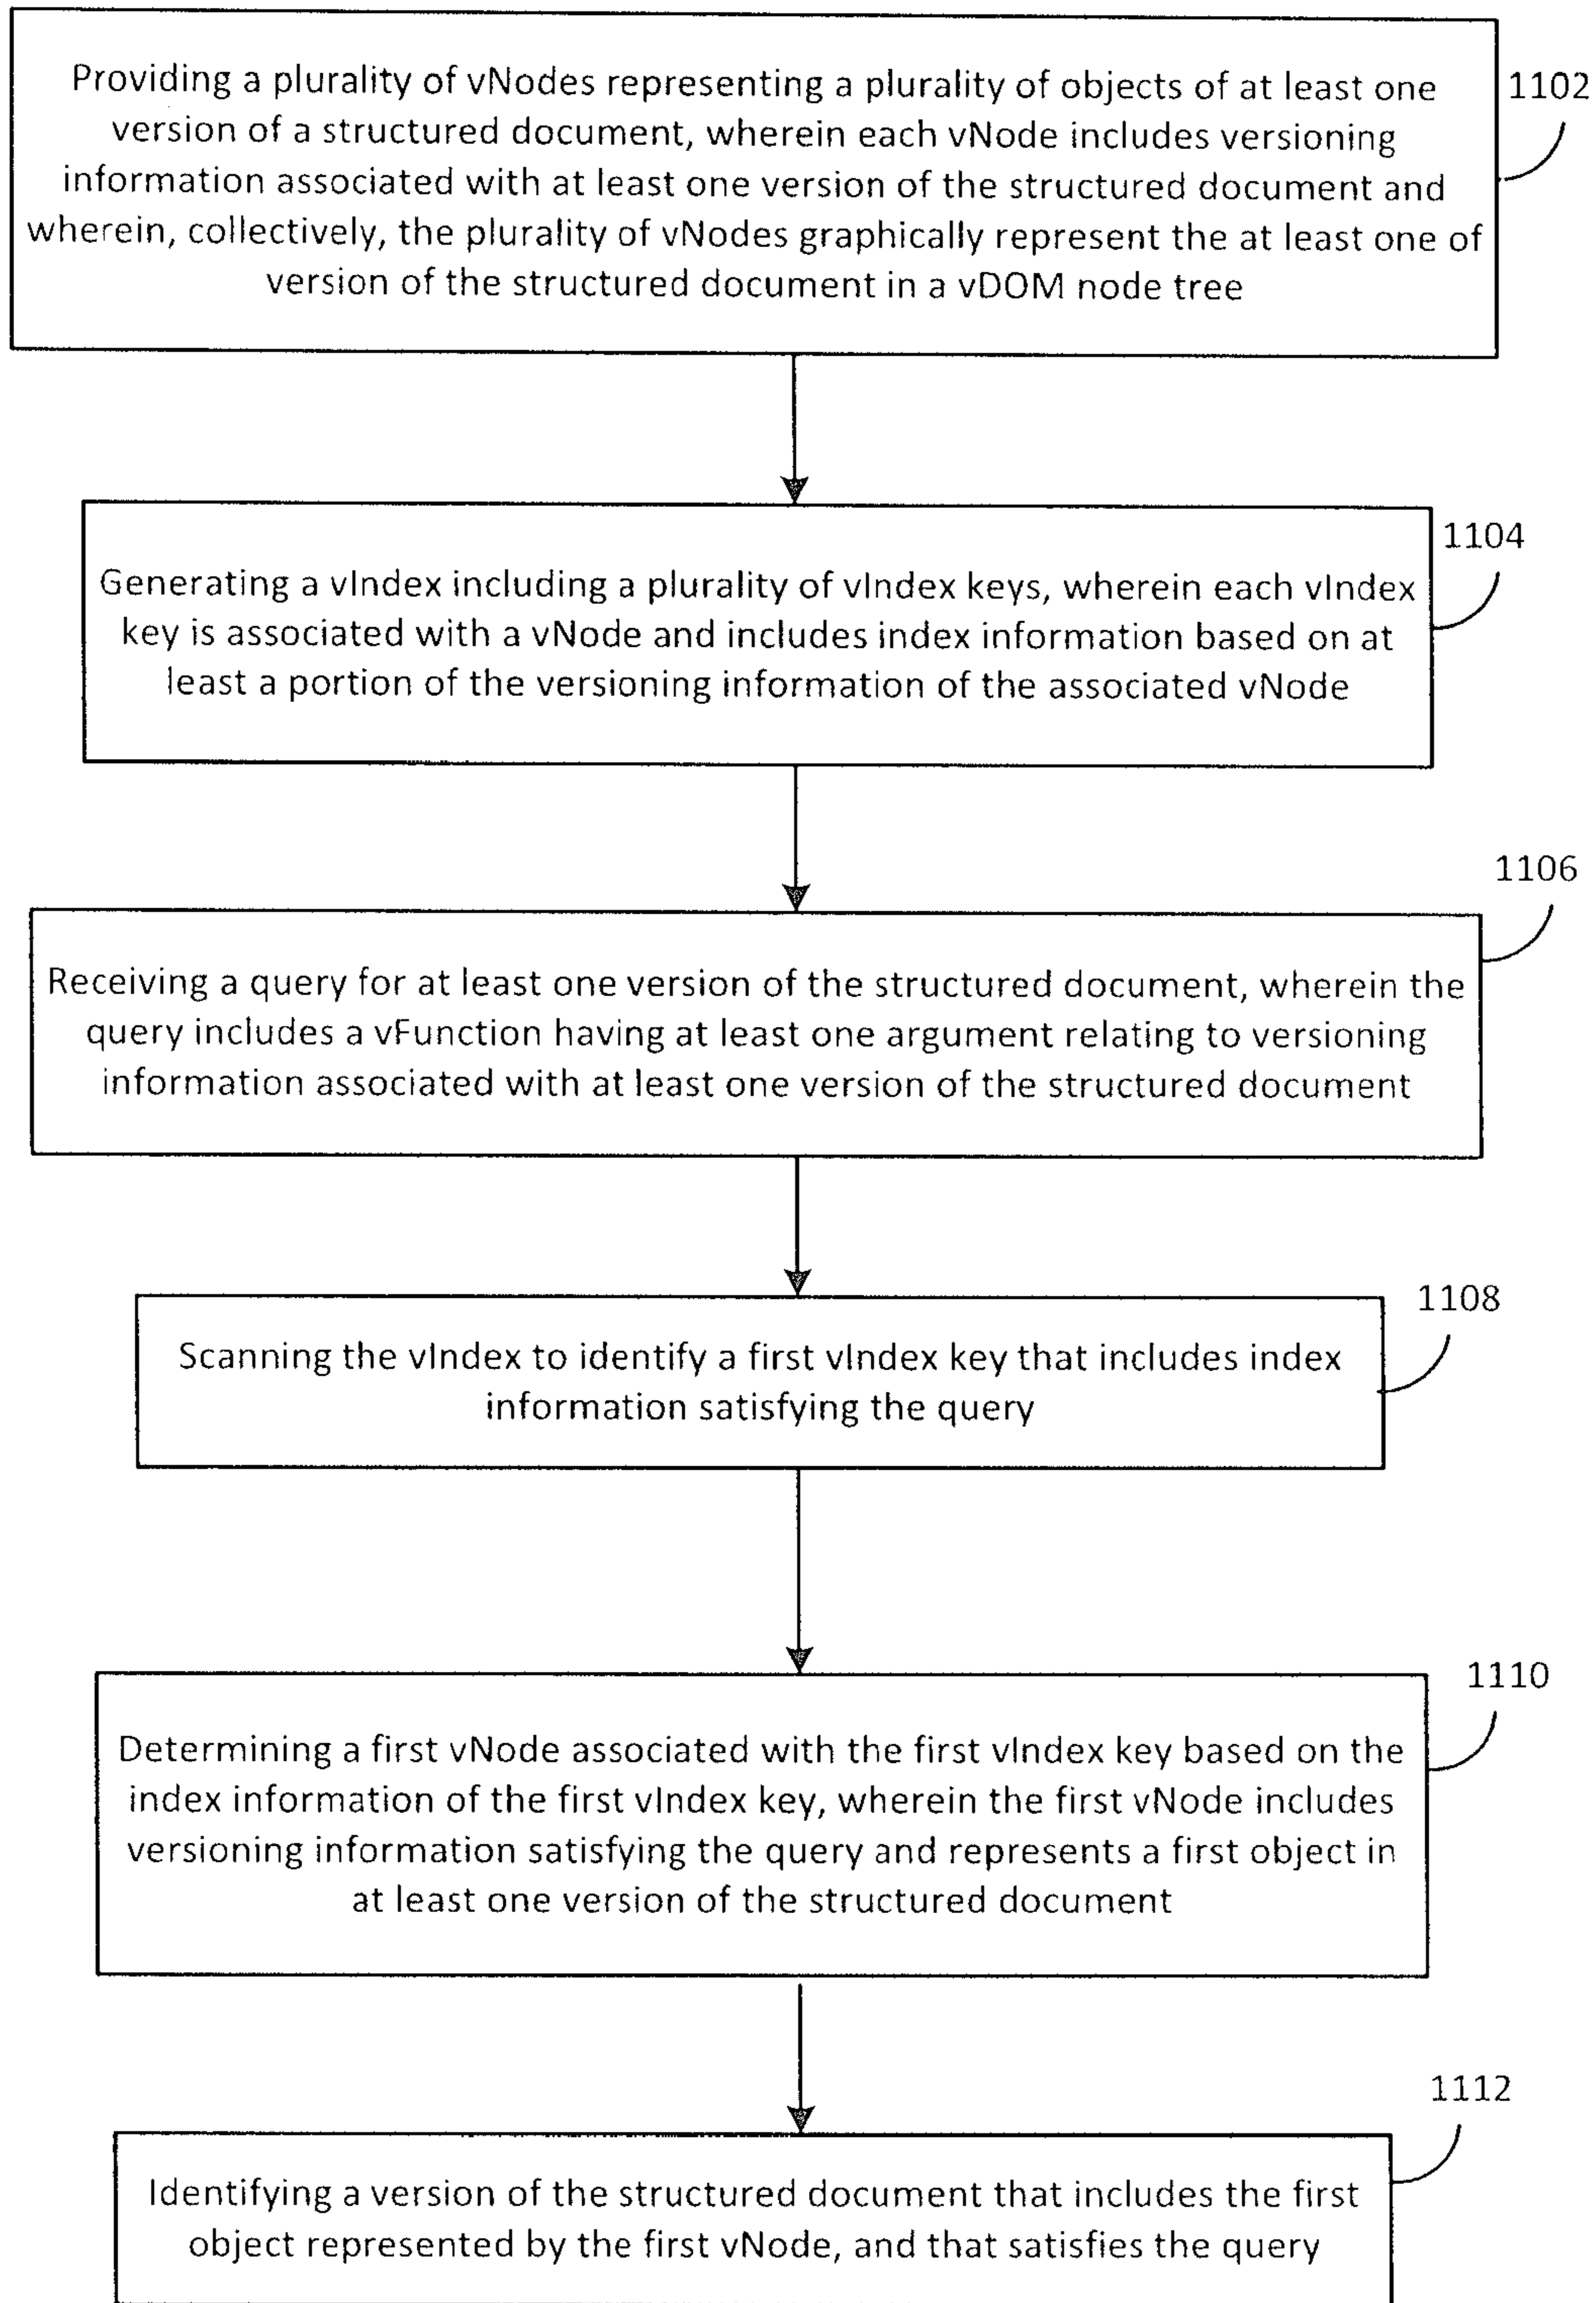 Providing a plurality of vNodes representing a plurality of objects of at least one
version of a structured document, wherein each vNode includes versioning
information associated with at least one version of the structured document and
wherein, collectively, the plurality of vNodes graphically represent the at least one of
version of the structured document in a vDOM node tree
1102
Generating a vIndex including a plurality of vIndex keys, wherein each vIndex
key is associated with a vNode and includes index information based on at
least a portion of the versioning information of the associated vNode
1104
Receiving a query for at least one version of the structured document, wherein the
query includes a vFunction having at least one argument relating to versioning
information associated with at least one version of the structured document
1106
Scanning the vIndex to identify a first vIndex key that includes index
information satisfying the query
1108
Determining a first vNode associated with the first vIndex key based on the
index information of the first vIndex key, wherein the first vNode includes
versioning information satisfying the query and represents a first object in
at least one version of the structured document
1110
Identifying a version of the structured document that includes the first
object represented by the first vNode, and that satisfies the query
1112